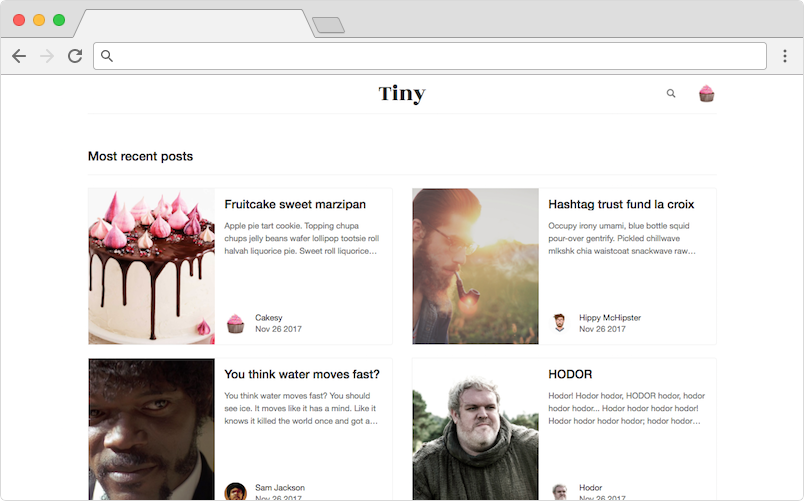 Tiny
Most recent posts
Fruitcake sweet marzipan
Apple pie tart cookie. Topping chupa
chups jelly beans wafer lollipop tootsie roll
halvah liquorice pie. Sweet roll liquorice…
Cakesy
Nov 26 2017
Hashtag trust fund la croix
Occupy irony umami, blue bottle squid
pour-over gentrify. Pickled chillwave
mlkshk chia waistcoat snackwave raw…
Hippy McHipster
Nov 26 2017
You think water moves fast?
You think water moves fast? You should
see ice. It moves like it has a mind. Like it
knows it killed the world once and got a…
Sam Jackson
Nov 26 2017
HODOR
Hodor! Hodor hodor, HODOR hodor, hodor
hodor hodor... Hodor hodor hodor hodor!
Hodor hodor hodor hodor; hodor hodor…
Hodor
Nov 26 2017